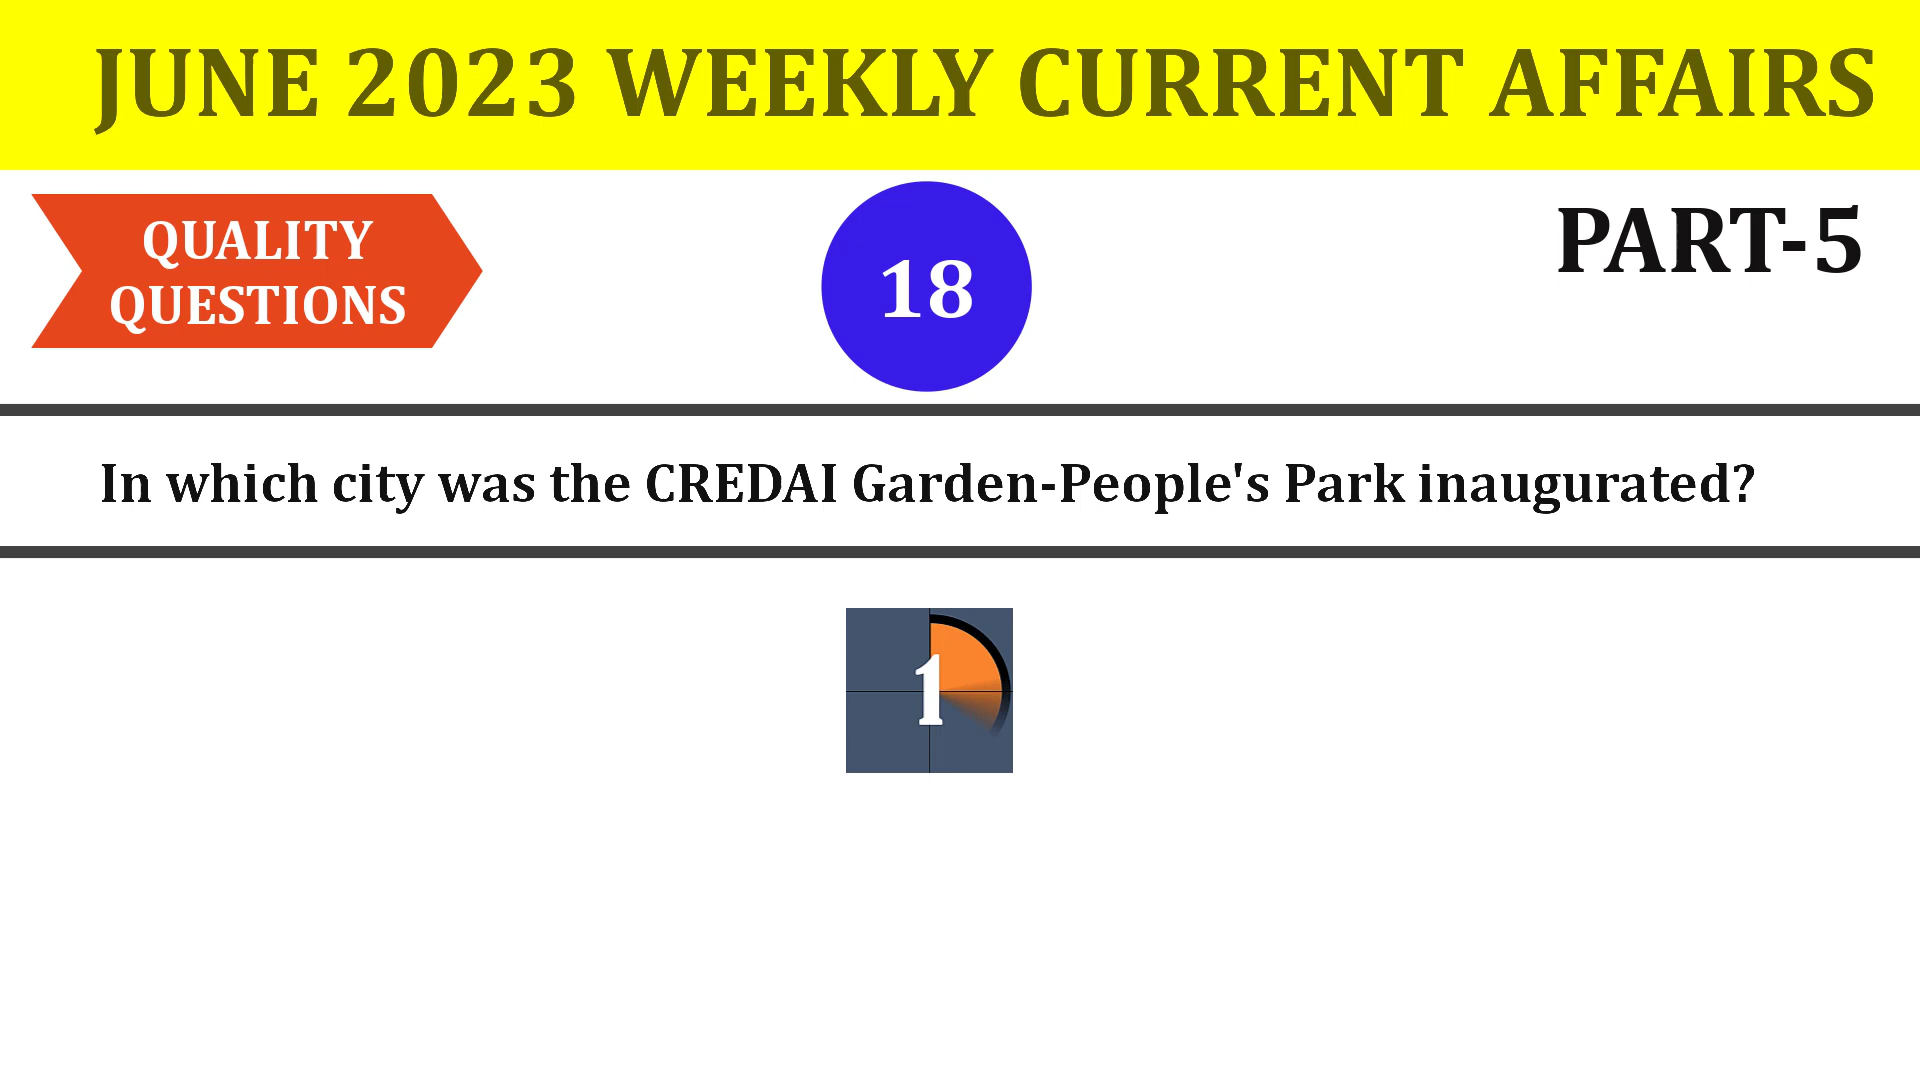 JUNE 2023 WEEKLY CURRENT AFFAIRS
QUALITY
QUESTIONS
18
PART-5
In which city was the CREDAI Garden-People's Park inaugurated?
1